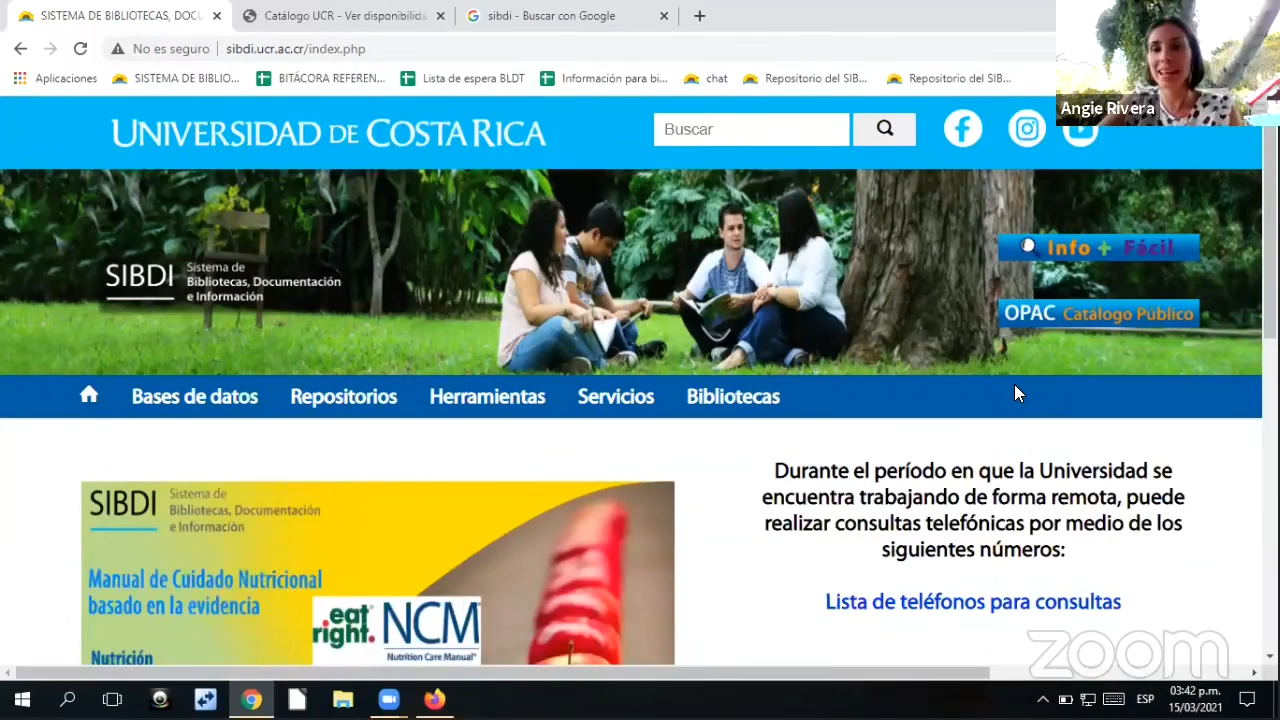 SISTEMA DE BIBLIOTECAS, DOCU
Catálogo UCR - Ver disponibilida
sibdi - Buscar con Google
No es seguro
sibdi.ucr.ac.cr/index.php
Aplicaciones
SISTEMA DE BIBLIO...
BITÁCORA REFEREN...
Lista de espera BLDT
Información para bi...
chat
Repositorio del SIB...
Repositorio del SIB...
Angie Rivera
UNIVERSIDAD DE COSTA RICA
Buscar
Info + Fácil
SIBDI
Sistema de
Bibliotecas, Documentación
e Información
OPAC Catálogo Público
Bases de datos
Repositorios
Herramientas
Servicios
Bibliotecas
SIBDI
Sistema de
Bibliotecas, Documentación
e Información
Manual de Cuidado Nutricional
basado en la evidencia
eat
right.
NCM
Nutrition Care Manual
Nutrición
Durante el período en que la Universidad se
encuentra trabajando de forma remota, puede
realizar consultas telefónicas por medio de los
siguientes números:
Lista de teléfonos para consultas
zoom
ESP
03:42 p.m.
15/03/2021